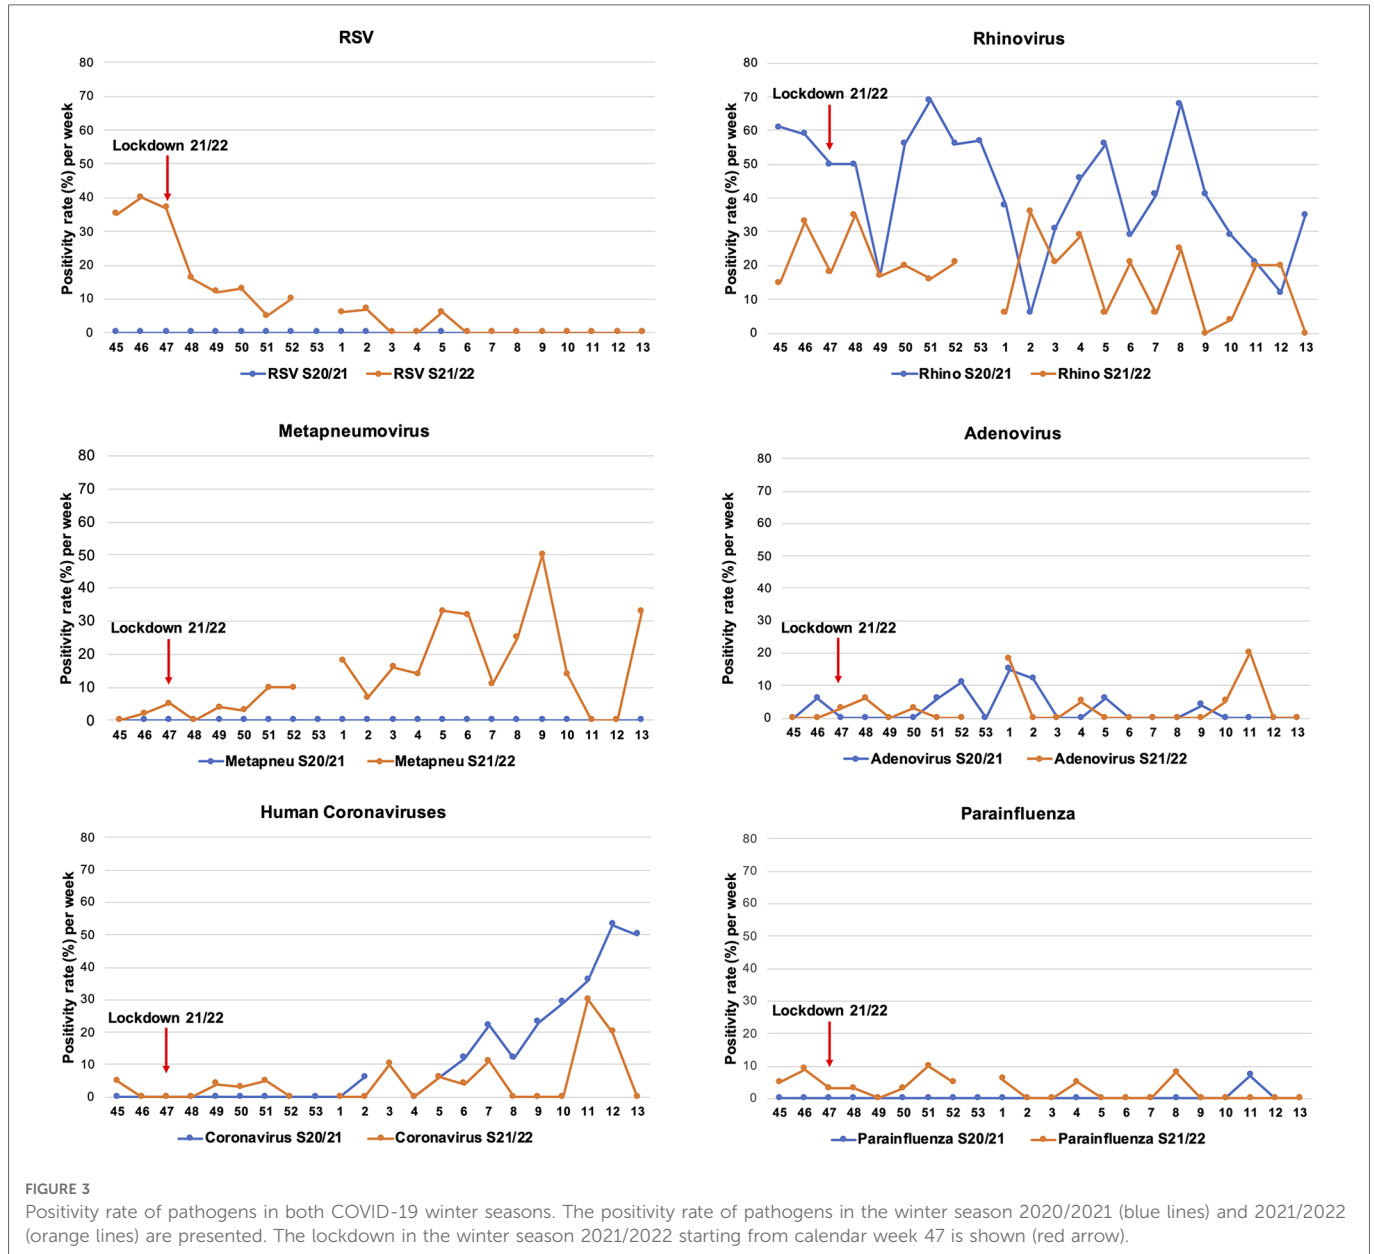 RSV
Positivity rate (%) per week
80
70
60
50
40
30
20
10
0
Lockdown 21/22
45 46 47 48 49 50 51 52 53 1 2 3 4 5 6 7 8 9 10 11 12 13
RSV S20/21 RSV S21/22
Rhinovirus
Positivity rate (%) per week
80
70
60
50
40
30
20
10
0
Lockdown 21/22
45 46 47 48 49 50 51 52 53 1 2 3 4 5 6 7 8 9 10 11 12 13
Rhino S20/21 Rhino S21/22
Metapneumovirus
Positivity rate (%) per week
80
70
60
50
40
30
20
10
0
Lockdown 21/22
45 46 47 48 49 50 51 52 53 1 2 3 4 5 6 7 8 9 10 11 12 13
Metapneu S20/21 Metapneu S21/22
Adenovirus
Positivity rate (%) per week
80
70
60
50
40
30
20
10
0
Lockdown 21/22
45 46 47 48 49 50 51 52 53 1 2 3 4 5 6 7 8 9 10 11 12 13
Adenovirus S20/21 Adenovirus S21/22
Human Coronaviruses
Positivity rate (%) per week
80
70
60
50
40
30
20
10
0
Lockdown 21/22
45 46 47 48 49 50 51 52 53 1 2 3 4 5 6 7 8 9 10 11 12 13
Coronavirus S20/21 Coronavirus S21/22
Parainfluenza
Positivity rate (%) per week
80
70
60
50
40
30
20
10
0
Lockdown 21/22
45 46 47 48 49 50 51 52 53 1 2 3 4 5 6 7 8 9 10 11 12 13
Parainfluenza S20/21 Parainfluenza S21/22
FIGURE 3
Positivity rate of pathogens in both COVID-19 winter seasons. The positivity rate of pathogens in the winter season 2020/2021 (blue lines) and 2021/2022
(orange lines) are presented. The lockdown in the winter season 2021/2022 starting from calendar week 47 is shown (red arrow).